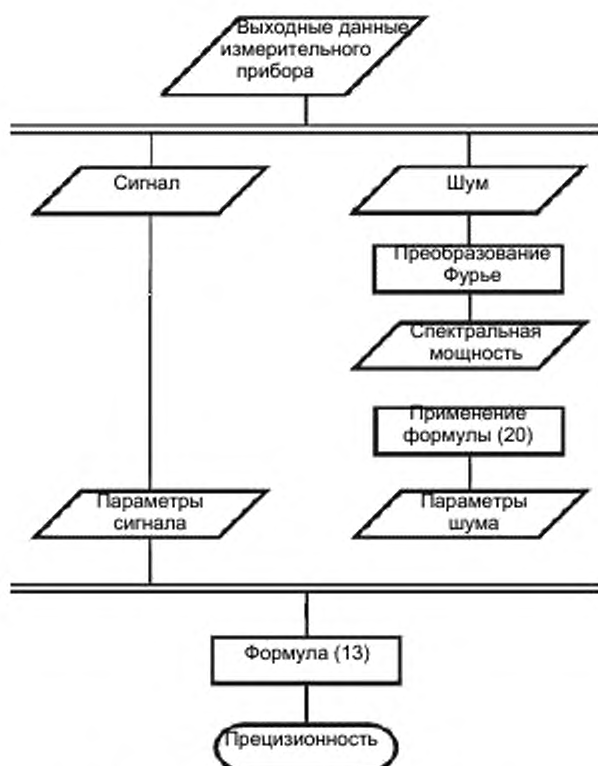 Выходные данные
измерительного
прибора
Сигнал
Шум
Преобразование
Фурье
Спектральная
мощность
Применение
формулы (20)
Параметры
сигнала
Параметры
шума
Формула (13)
Прецизионность